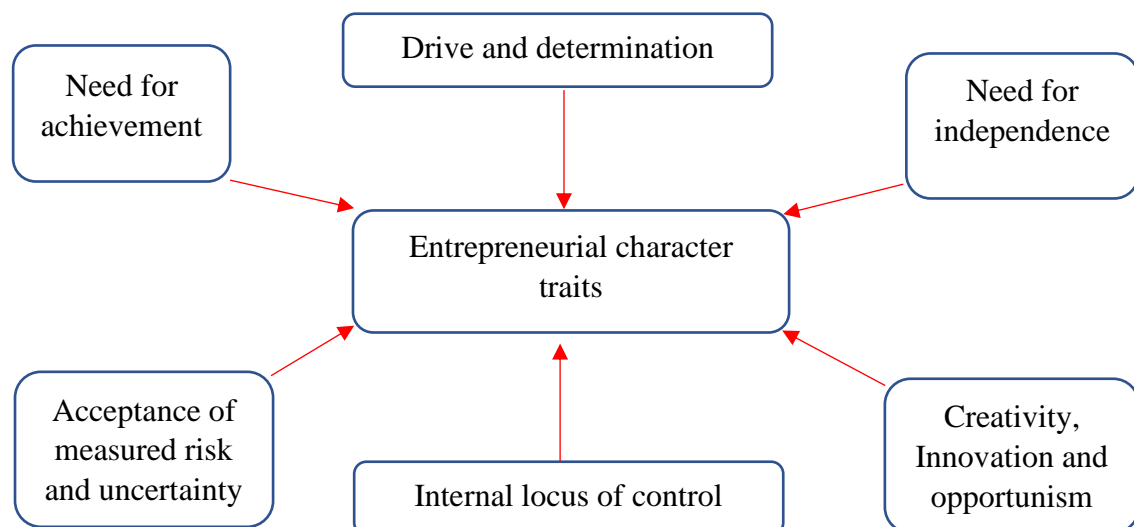 Drive and determination
Need for
achievement
Need for
independence
Entrepreneurial character
traits
Acceptance of
measured risk
and uncertainty
Internal locus of control
Creativity,
Innovation and
opportunism